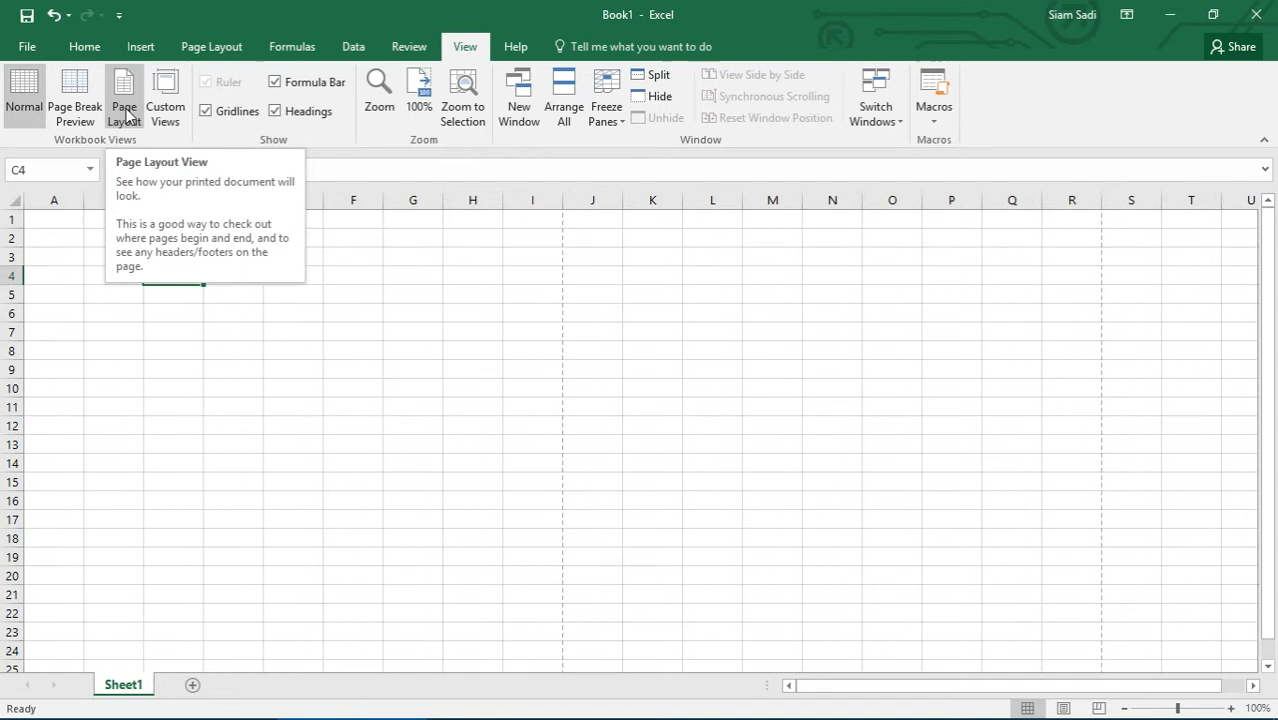 Book1 - Excel
Siam Sadi
File
Home
Insert
Page Layout
Formulas
Data
Review
View
Help
Tell me what you want to do
Share
Normal
Page Break
Preview
Page
Layout
Custom
Views
Workbook Views
Ruler
Formula Bar
Gridlines
Headings
Show
Zoom
100%
Zoom to
Selection
Zoom
New
Window
Arrange
All
Freeze
Panes
Split
Hide
Unhide
View Side by Side
Synchronous Scrolling
Reset Window Position
Window
Switch
Windows
Macros
Macros
C4
Page Layout View
See how your printed document will
look.
This is a good way to check out
where pages begin and end, and to
see any headers/footers on the
page.
A F G H I J K L M N O P Q R S T U
1
2
3
4
5
6
7
8
9
10
11
12
13
14
15
16
17
18
19
20
21
22
23
24
25
Sheet1
Ready
100%